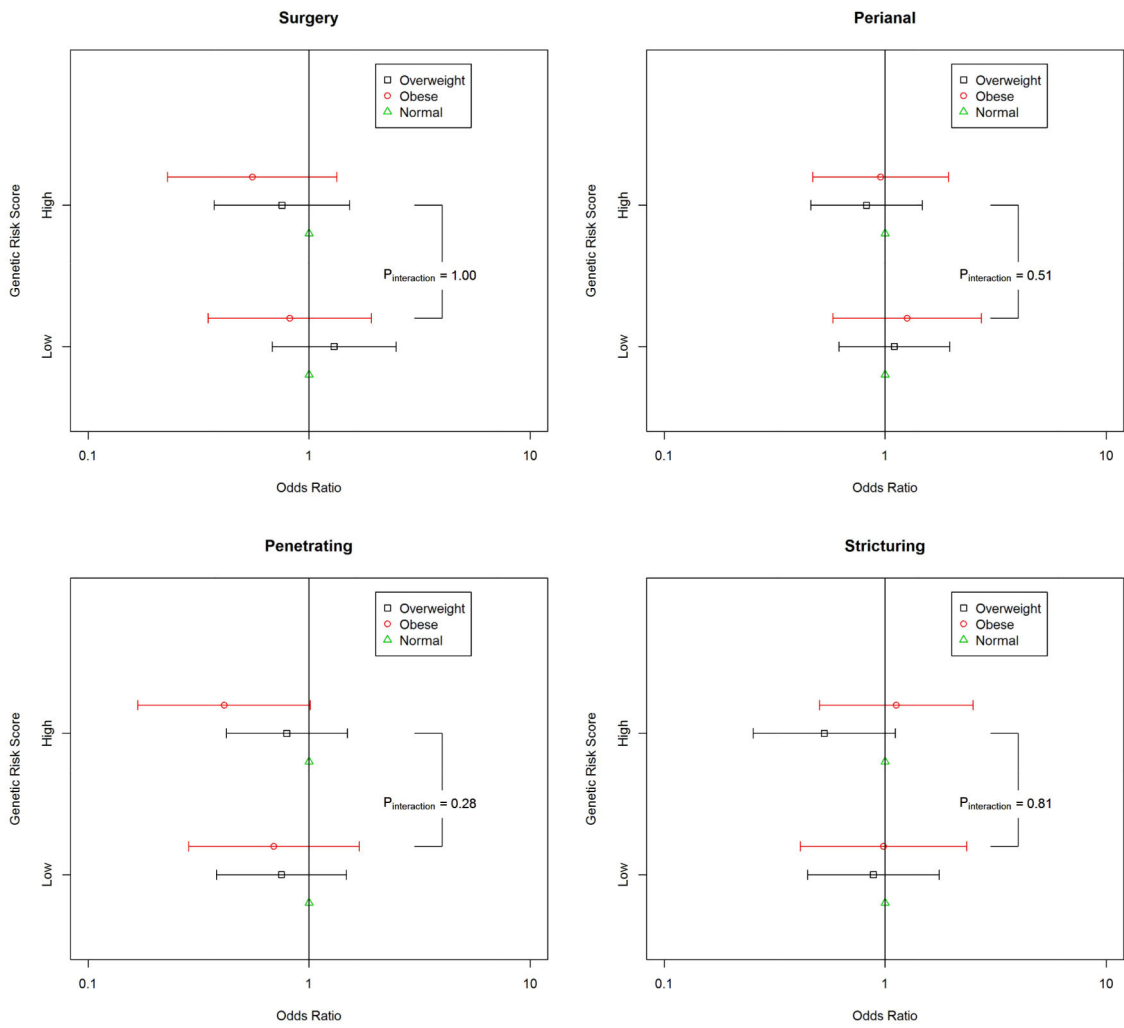 Surgery
Overweight
Obese
Normal
Genetic Risk Score
High
Low
Pinteraction = 1.00
0.1
1
10
Odds Ratio
Perianal
Overweight
Obese
Normal
Genetic Risk Score
High
Low
Pinteraction = 0.51
0.1
1
10
Odds Ratio
Penetrating
Overweight
Obese
Normal
Genetic Risk Score
High
Low
Pinteraction = 0.28
0.1
1
10
Odds Ratio
Stricturing
Overweight
Obese
Normal
Genetic Risk Score
High
Low
Pinteraction = 0.81
0.1
1
10
Odds Ratio